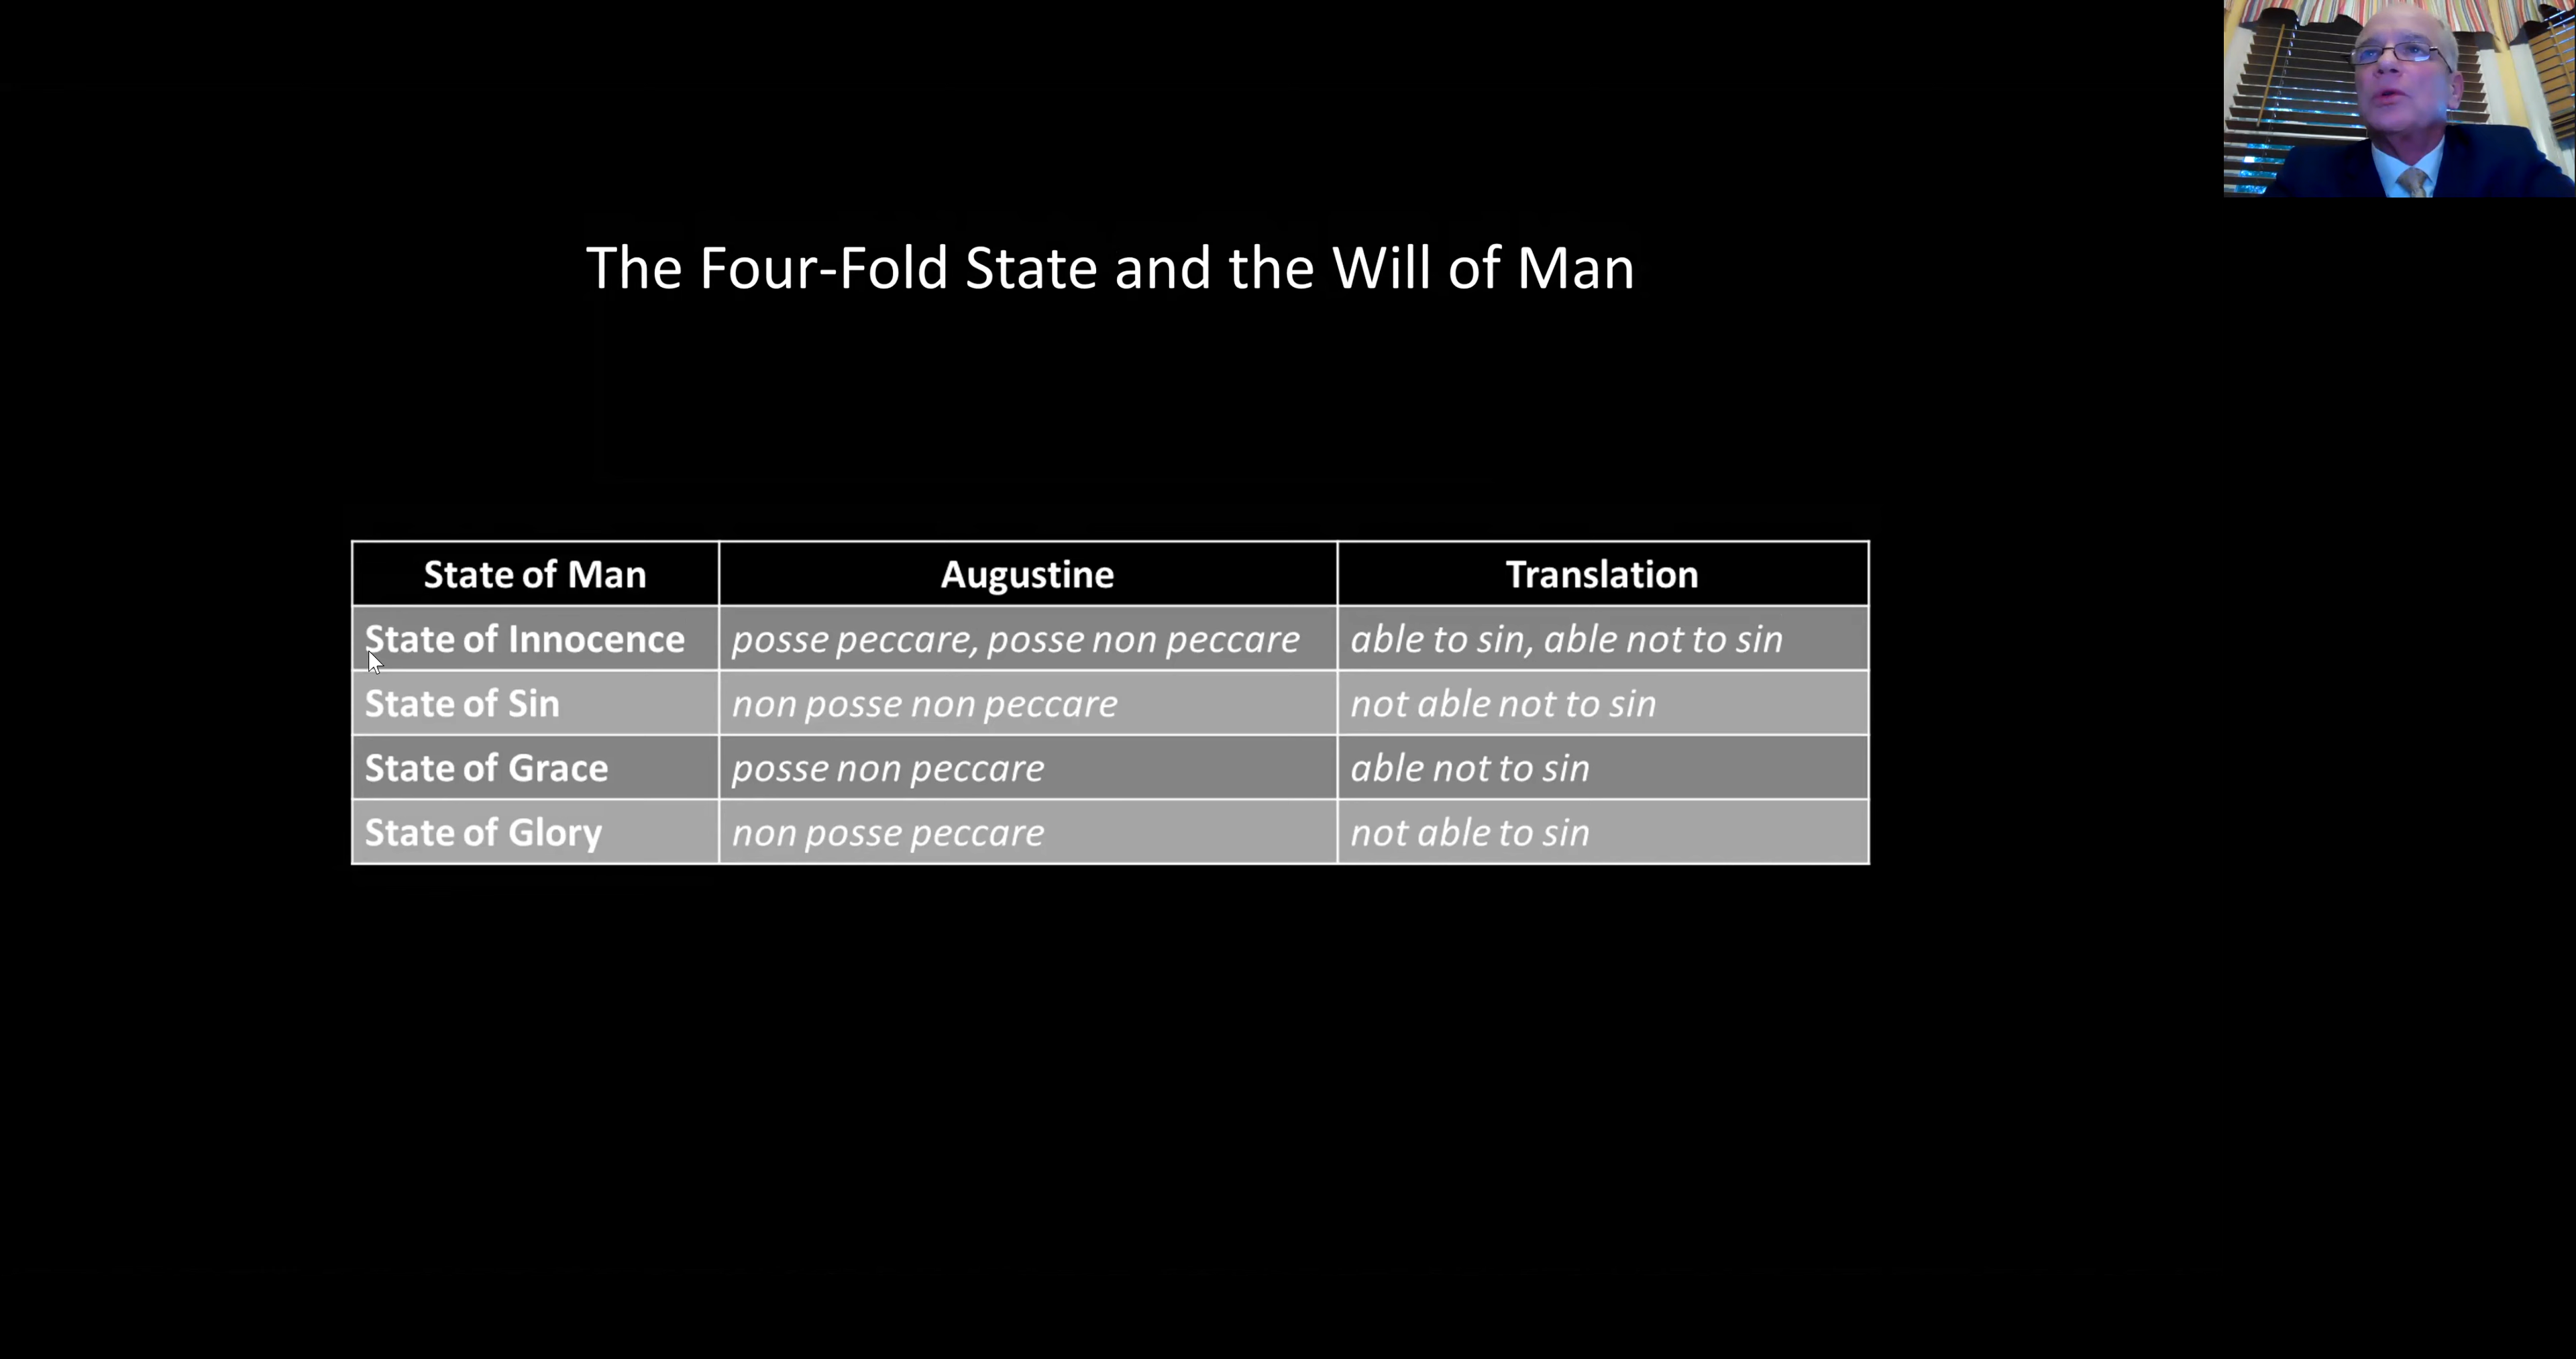 The Four-Fold State and the Will of Man
State of Man Augustine Translation
State of Innocence posse peccare, posse non peccare able to sin, able not to sin
State of Sin non posse non peccare not able not to sin
State of Grace posse non peccare able not to sin
State of Glory non posse peccare not able to sin